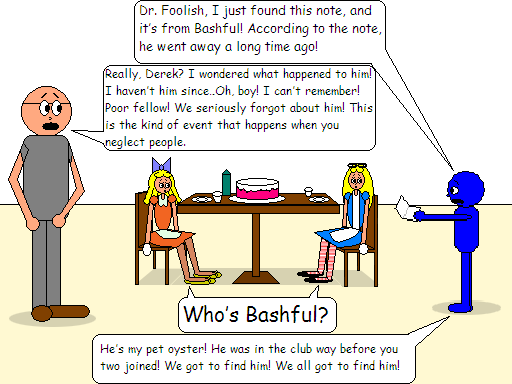 Dr. Foolish, I just found this note, and
it's from Bashful! According to the note,
he went away a long time ago!
Really, Derek? I wondered what happened to him!
I haven't him since..Oh, boy! I can't remember!
Poor fellow! We seriously forgot about him! This
is the kind of event that happens when you
neglect people.
Who's Bashful?
He's my pet oyster! He was in the club way before you
two joined! We got to find him! We all got to find him!